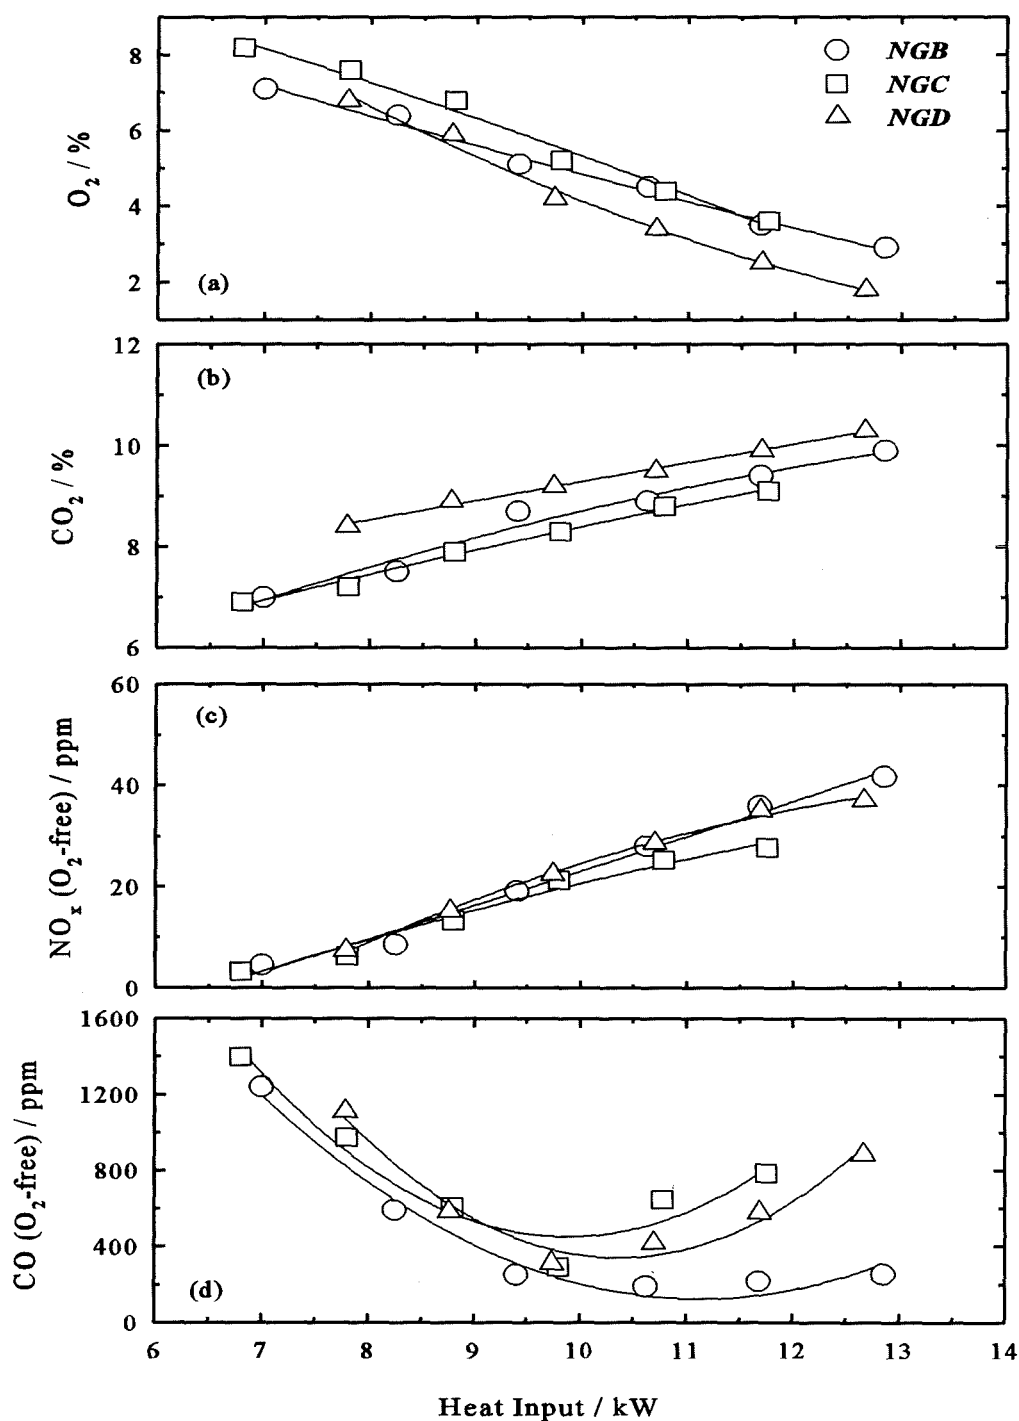 NGB
NGC
NGD
O2 / %
8
6
4
2
(a)
CO2 / %
12
10
8
6
(b)
NOx (O2-free) / ppm
60
40
20
0
(c)
CO (O2-free) / ppm
1600
1200
800
400
0
(d)
6 7 8 9 10 11 12 13 14
Heat Input / kW